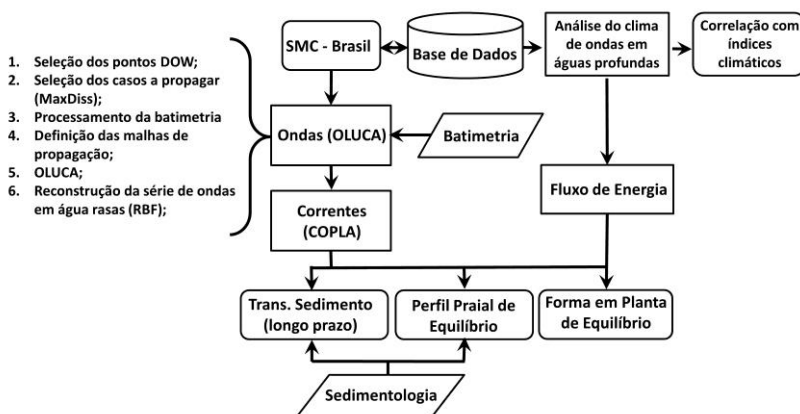 1. Seleção dos pontos DOW;
2. Seleção dos casos a propagar
(MaxDiss);
3. Processamento da batimetria
4. Definição das malhas de
propagação;
5. OLUCA;
6. Reconstrução da série de ondas
em água rasas (RBF);
SMC - Brasil
Base de Dados
Análise do clima
de ondas em
águas profundas
Correlação com
índices
climáticos
Ondas (OLUCA)
Batimetria
Correntes
(COPLA)
Fluxo de Energia
Trans. Sedimento
(longo prazo)
Perfil Praial de
Equilíbrio
Forma em Planta
de Equilíbrio
Sedimentologia